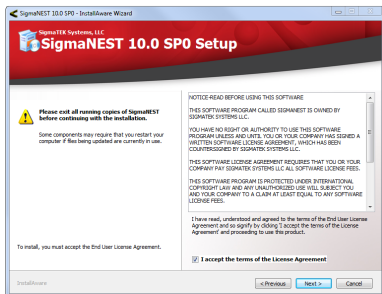 SigmaNEST 10.0 SP0 - InstallAware Wizard
SigmaTEK Systems, LLC
SigmaNEST 10.0 SP0 Setup
Please exit all running copies of SigmaNEST
before continuing with the installation.
Some components may require that you restart your
computer if files being updated are currently in use.
To install, you must accept the End User License Agreement.
NOTICE-READ BEFORE USING THIS SOFTWARE
THIS SOFTWARE PROGRAM CALLED SIGMANEST IS OWNED BY
SIGMATEK SYSTEMS LLC.
YOU HAVE NO RIGHT OR AUTHORITY TO USE THIS SOFTWARE
PROGRAM UNLESS AND UNTIL YOU OR YOUR COMPANY HAS SIGNED A
WRITTEN SOFTWARE LICENSE AGREEMENT, WHICH HAS BEEN
COUNTERSIGNED BY SIGMATEK SYSTEMS LLC.
THIS SOFTWARE LICENSE AGREEMENT REQUIRES THAT YOU OR YOUR
COMPANY PAY SIGMATEK SYSTEMS LLC ALL SOFTWARE LICENSE FEES.
THIS SOFTWARE PROGRAM IS PROTECTED UNDER INTERNATIONAL
COPYRIGHT LAW AND ANY UNAUTHORIZED USE WILL SUBJECT YOU
AND YOUR COMPANY TO A CLAIM AT LEAST EQUAL TO ANY SOFTWARE
LICENSE FEES.
I have read, understood and agreed to the terms of the End User License
Agreement and so signify by clicking 'I accept the terms of the License
Agreement' and proceeding to use this product.
I accept the terms of the License Agreement
InstallAware
< Previous
Next >
Cancel